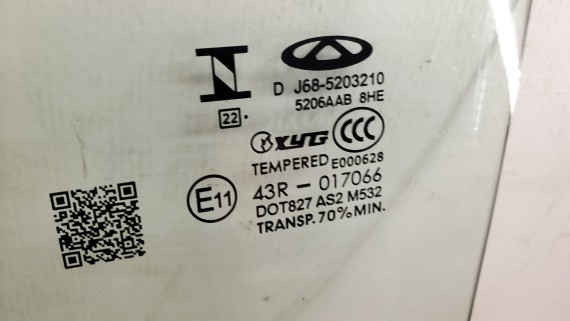 D J68-5203210
5206AAB 8HE
22.
XYG CCC
TEMPERED E000628
E11 43R - 017066
DOT827 AS2 M532
TRANSP. 70% MIN.